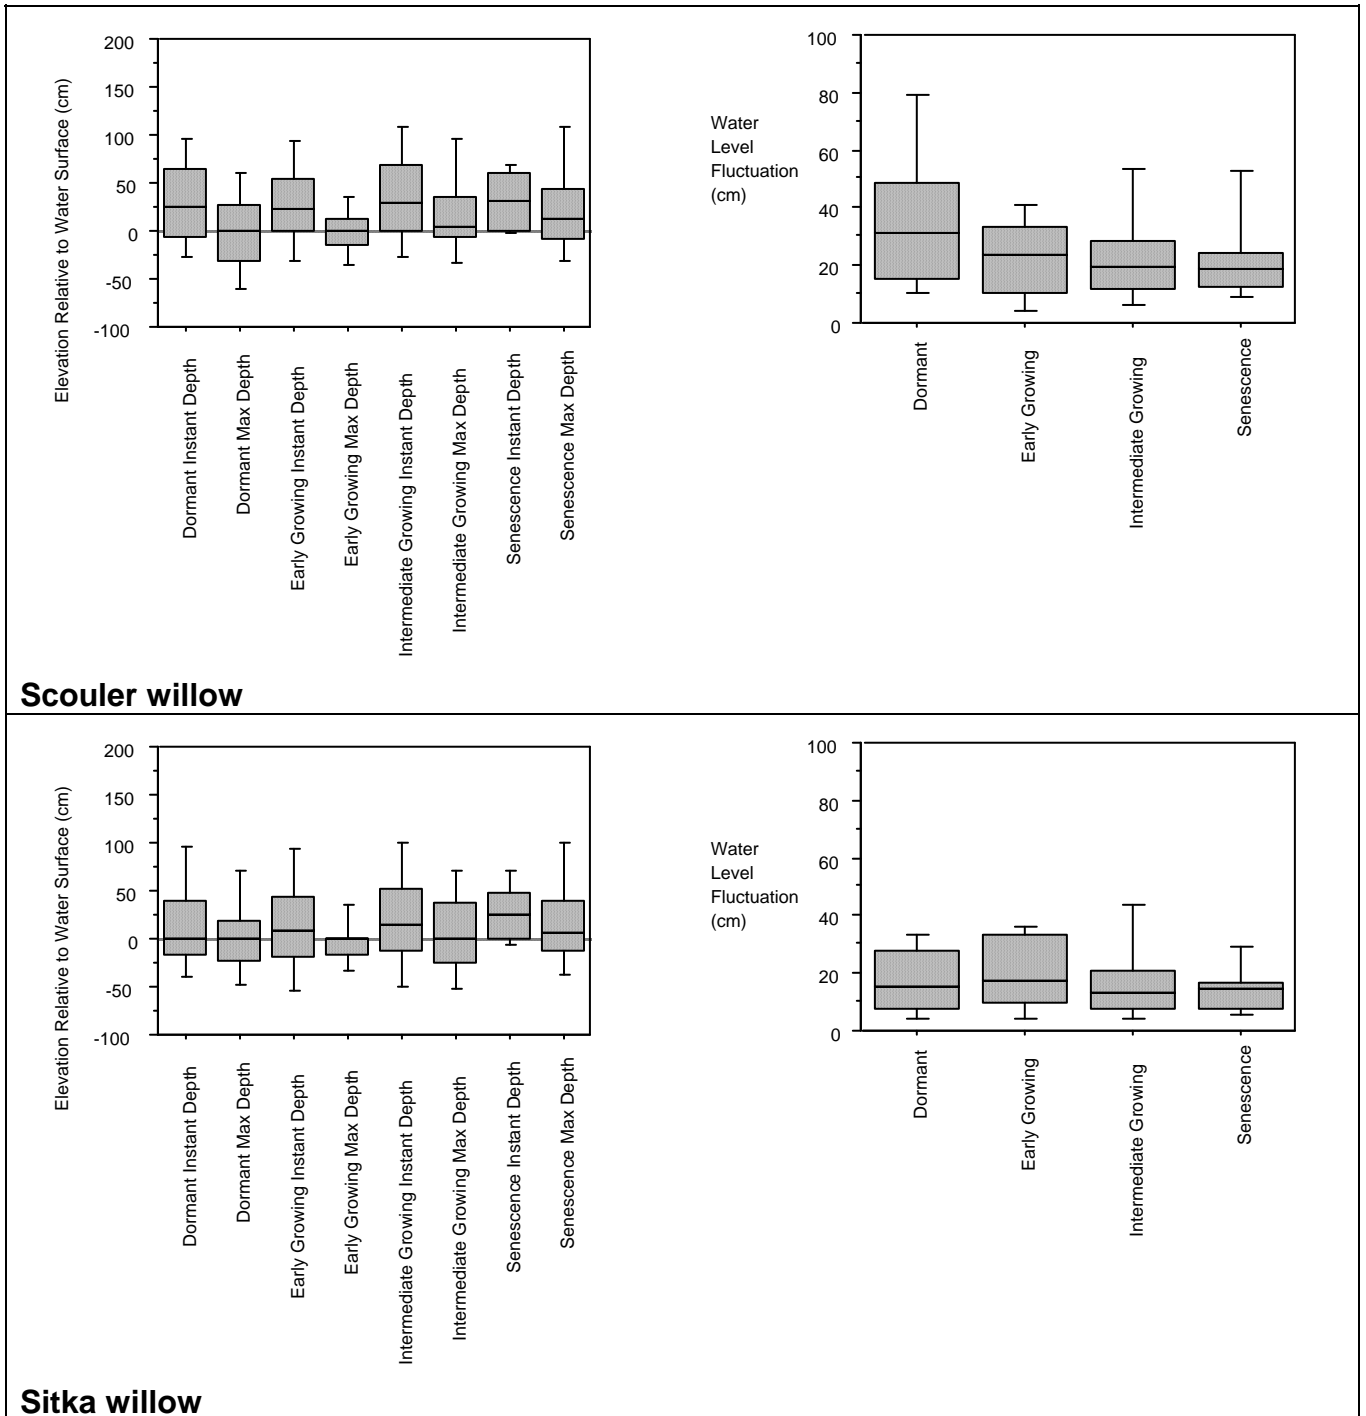 Elevation Relative to Water Surface (cm)
200
150
100
50
0
-50
-100
Dormant Instant Depth
Dormant Max Depth
Early Growing Instant Depth
Early Growing Max Depth
Intermediate Growing Instant Depth
Intermediate Growing Max Depth
Senescence Instant Depth
Senescence Max Depth
Water
Level
Fluctuation
(cm)
100
80
60
40
20
0
Dormant
Early Growing
Intermediate Growing
Senescence
Scouler willow
Elevation Relative to Water Surface (cm)
200
150
100
50
0
-50
-100
Dormant Instant Depth
Dormant Max Depth
Early Growing Instant Depth
Early Growing Max Depth
Intermediate Growing Instant Depth
Intermediate Growing Max Depth
Senescence Instant Depth
Senescence Max Depth
Water
Level
Fluctuation
(cm)
100
80
60
40
20
0
Dormant
Early Growing
Intermediate Growing
Senescence
Sitka willow